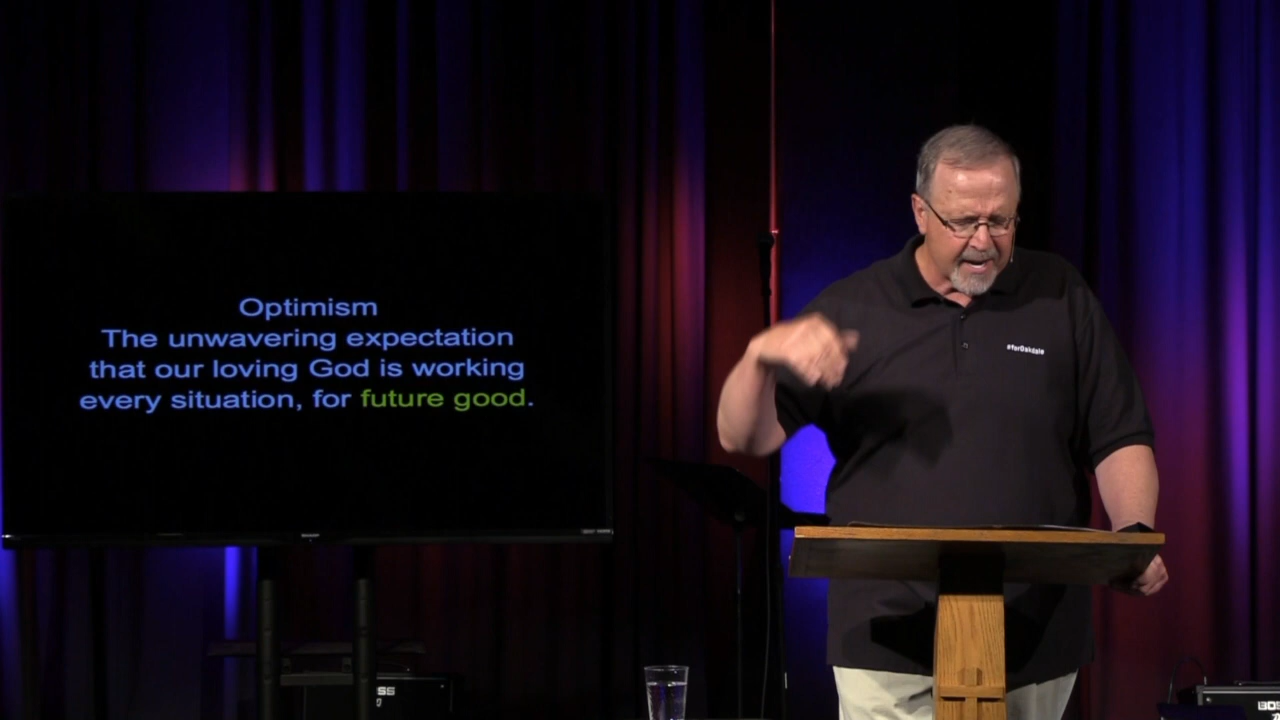 Optimism
The unwavering expectation
that our loving God is working
every situation, for future good.
#forOakdale